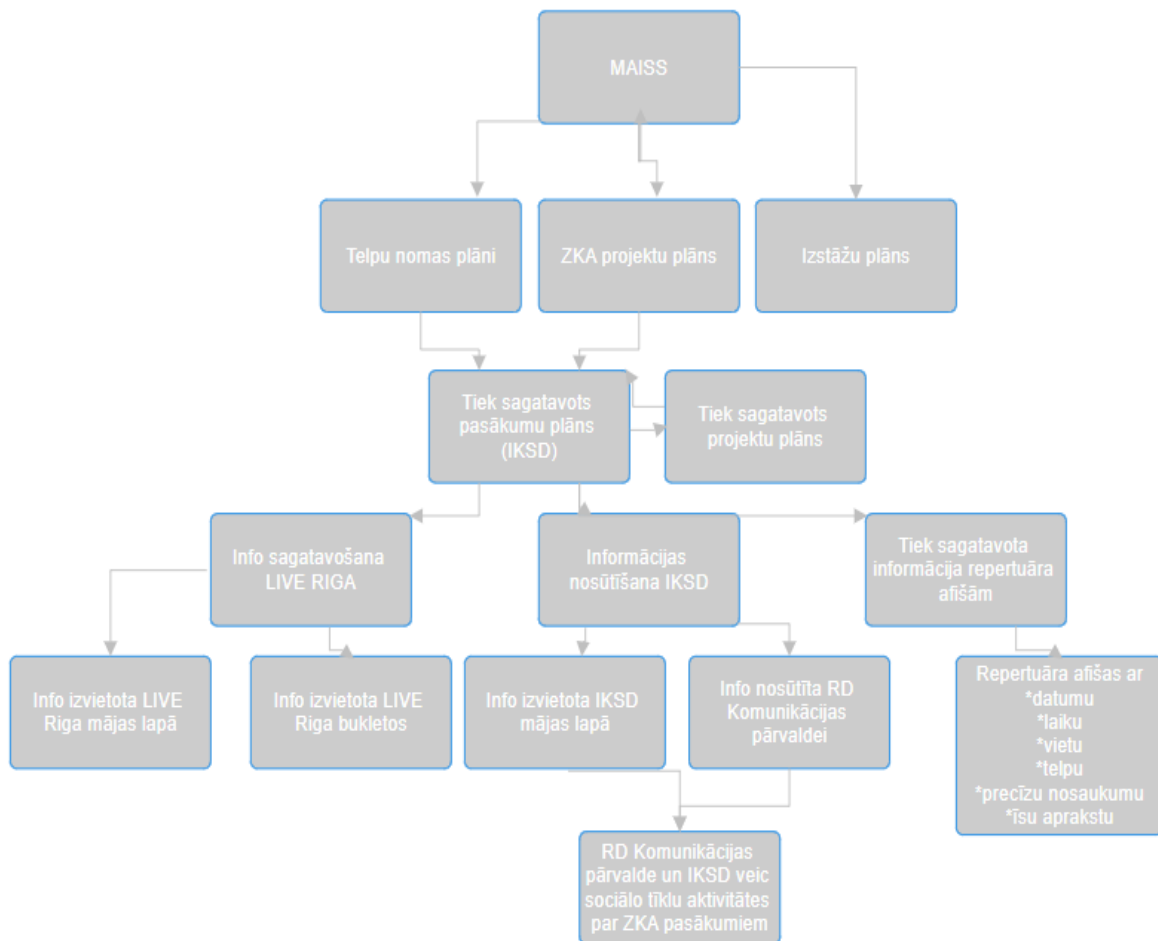 MAISS
Telpu nomas plāni
ZKA projektu plāns
Izstāžu plāns
Tiek sagatavots
pasākumu plāns
(IKSD)
Tiek sagatavots
projektu plāns
Info sagatavošana
LIVE RIGA
Informācijas
nosūtīšana IKSD
Tiek sagatavota
informācija repertuāra
afišām
Info izvietota LIVE
Riga mājas lapā
Info izvietota LIVE
Riga bukletos
Info izvietota IKSD
mājas lapā
Info nosūtīta RD
Komunikācijas
pārvaldei
Repertuāra afišas ar
*datumu
*laiku
*vietu
*telpu
*precīzu nosaukumu
*īsu aprakstu
RD Komunikācijas
pārvalde un IKSD veic
sociālo tīklu aktivitātes
par ZKA pasākumiem